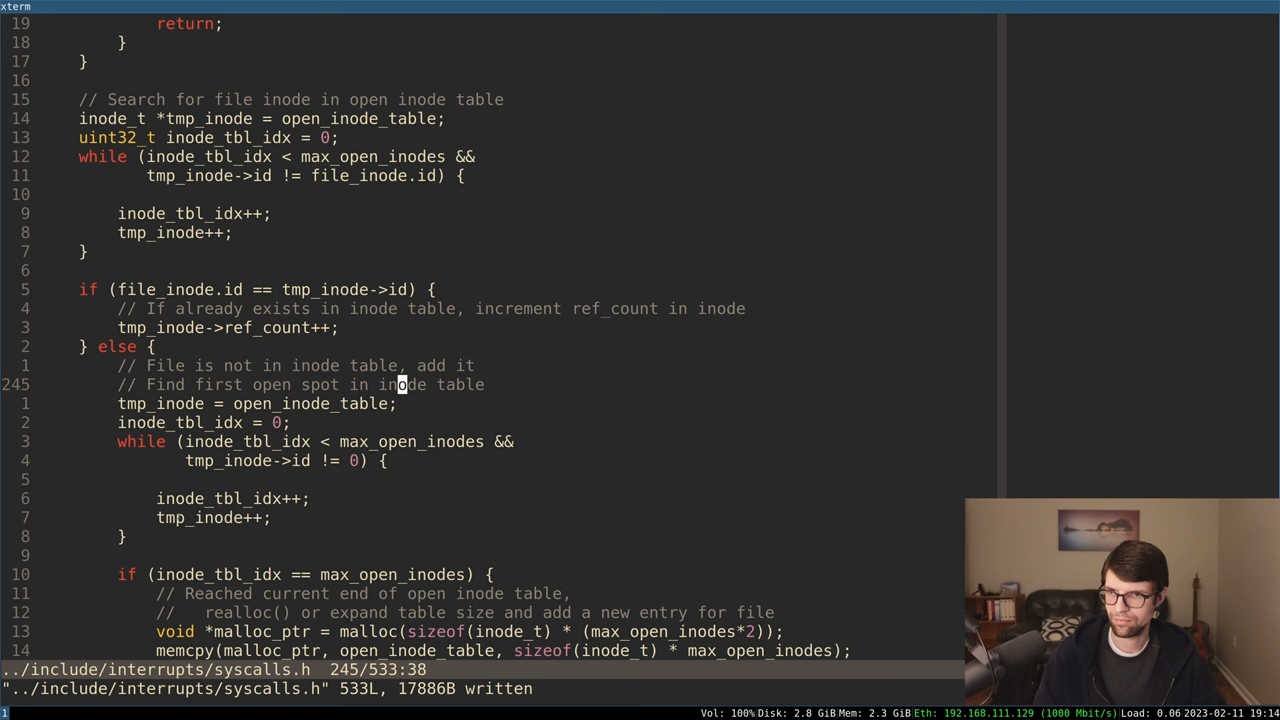 xterm
19             return;
18         }
17     }
16
15     // Search for file inode in open inode table
14     inode_t *tmp_inode = open_inode_table;
13     uint32_t inode_tbl_idx = 0;
12     while (inode_tbl_idx < max_open_inodes &&
11            tmp_inode->id != file_inode.id) {
10
9         inode_tbl_idx++;
8         tmp_inode++;
7     }
6
5     if (file_inode.id == tmp_inode->id) {
4         // If already exists in inode table, increment ref_count in inode
3         tmp_inode->ref_count++;
2     } else {
1         // File is not in inode table, add it
245         // Find first open spot in inode table
1         tmp_inode = open_inode_table;
2         inode_tbl_idx = 0;
3         while (inode_tbl_idx < max_open_inodes &&
4                tmp_inode->id != 0) {
5
6             inode_tbl_idx++;
7             tmp_inode++;
8         }
9
10         if (inode_tbl_idx == max_open_inodes) {
11             // Reached current end of open inode table,
12             //   realloc() or expand table size and add a new entry for file
13             void *malloc_ptr = malloc(sizeof(inode_t) * (max_open_inodes*2));
14             memcpy(malloc_ptr, open_inode_table, sizeof(inode_t) * max_open_inodes);
../include/interrupts/syscalls.h  245/533:38
"../include/interrupts/syscalls.h" 533L, 17886B written
1 Vol: 100% Disk: 2.8 GiB Mem: 2.3 GiB Eth: 192.168.111.129 (1000 Mbit/s) Load: 0.06 2023-02-11 19:14